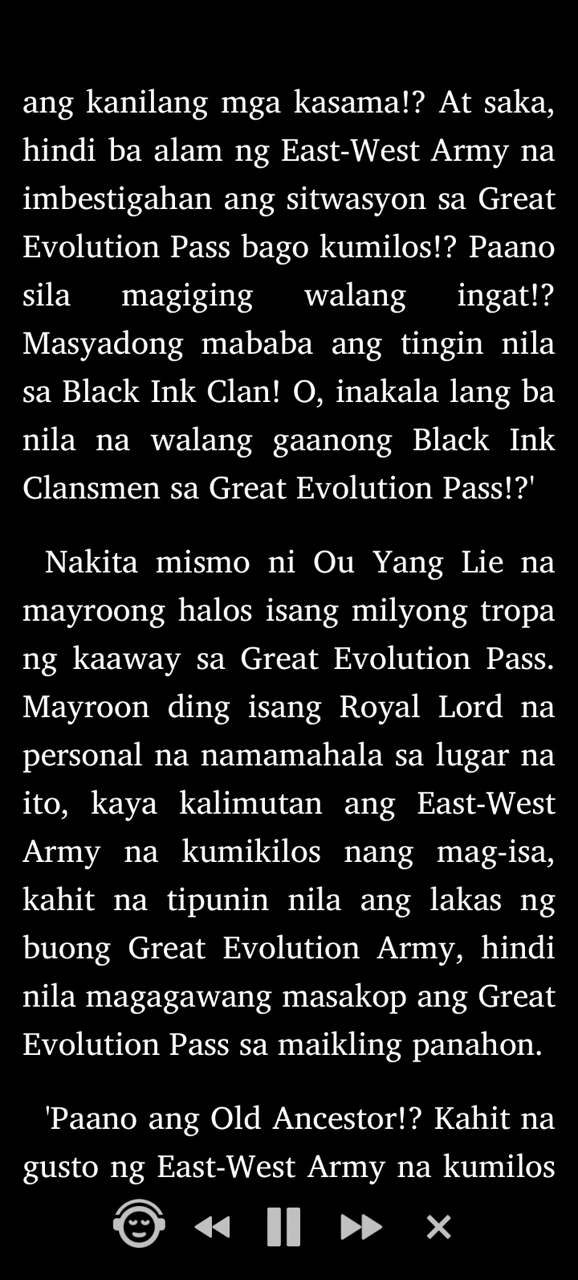 ang kanilang mga kasama!? At saka,
hindi ba alam ng East-West Army na
imbestigahan ang sitwasyon sa Great
Evolution Pass bago kumilos!? Paano
sila magiging walang ingat!?
Masyadong mababa ang tingin nila
sa Black Ink Clan! O, inakala lang ba
nila na walang gaanong Black Ink
Clansmen sa Great Evolution Pass!?'
Nakita mismo ni Ou Yang Lie na
mayroong halos isang milyong tropa
ng kaaway sa Great Evolution Pass.
Mayroon ding isang Royal Lord na
personal na namamahala sa lugar na
ito, kaya kalimutan ang East-West
Army na kumikilos nang mag-isa,
kahit na tipunin nila ang lakas ng
buong Great Evolution Army, hindi
nila magagawang masakop ang Great
Evolution Pass sa maikling panahon.
'Paano ang Old Ancestor!? Kahit na
gusto ng East-West Army na kumilos